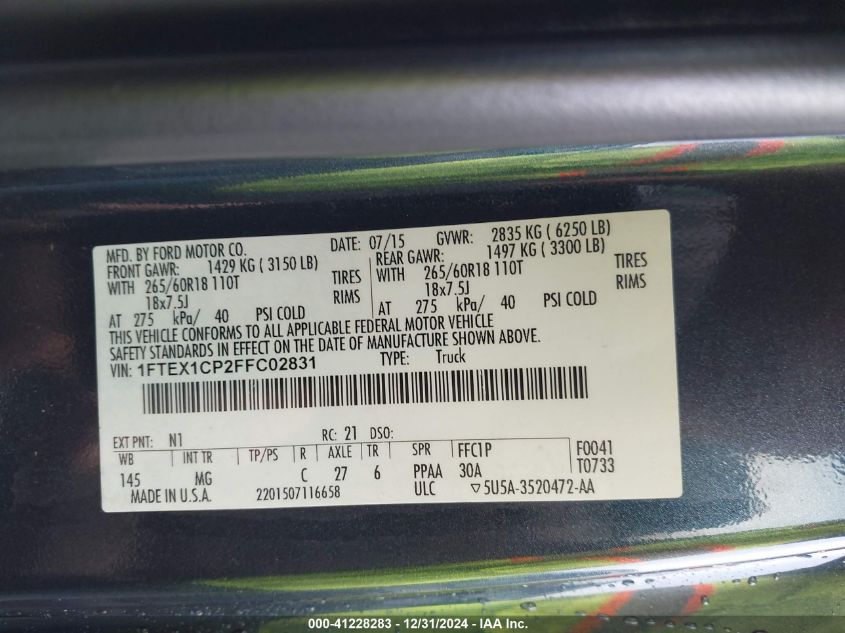 MFD. BY FORD MOTOR CO. DATE: 07/15 GVWR: 2835 KG ( 6250 LB)
FRONT GAWR: 1429 KG ( 3150 LB) REAR GAWR: 1497 KG ( 3300 LB)
WITH 265/60R18 110T TIRES WITH 265/60R18 110T TIRES
18x7.5J RIMS 18x7.5J RIMS
AT 275 kPa/ 40 PSI COLD AT 275 kPa/ 40 PSI COLD
THIS VEHICLE CONFORMS TO ALL APPLICABLE FEDERAL MOTOR VEHICLE
SAFETY STANDARDS IN EFFECT ON THE DATE OF MANUFACTURE SHOWN ABOVE.
VIN: 1FTEX1CP2FFC02831 TYPE: Truck
EXT PNT: N1 RC: 21 DSO:
WB INT TR TP/PS R AXLE TR SPR FFC1P F0041
145 MG C 27 6 PPAA 30A T0733
MADE IN U.S.A. 2201507116658 ULC ▽5U5A-3520472-AA
000-41228283 - 12/31/2024 - IAA Inc.